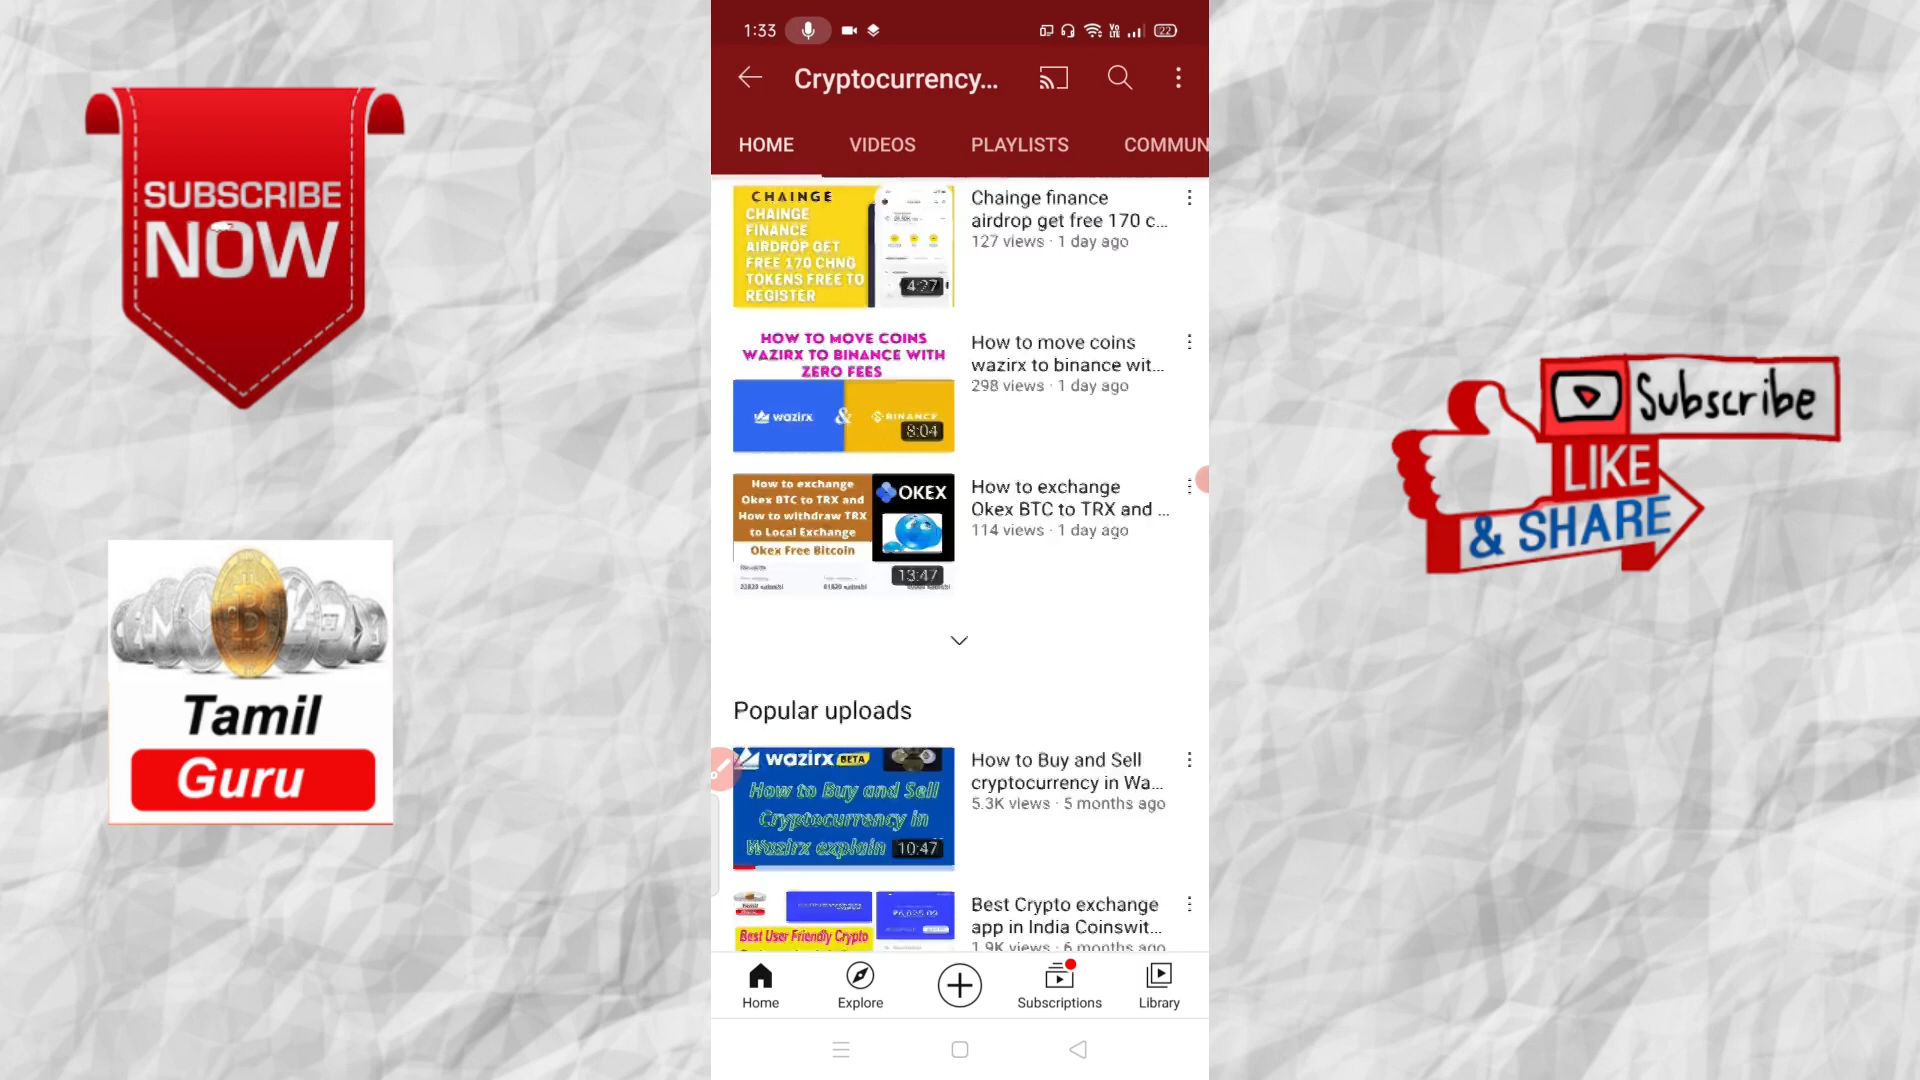 SUBSCRIBE
NOW
Tamil
Guru
1:33
22
Cryptocurrency...
HOME
VIDEOS
PLAYLISTS
COMMUN
CHAINGE
CHAINGE
FINANCE
AIRDROP GET
FREE 170 CHNG
TOKENS FREE TO
REGISTER
4:27
Chainge finance
airdrop get free 170 c...
127 views · 1 day ago
HOW TO MOVE COINS
WAZIRX TO BINANCE WITH
ZERO FEES
wazirx
&
BINANCE
8:04
How to move coins
wazirx to binance wit...
298 views · 1 day ago
How to exchange
Okex BTC to TRX and
How to withdraw TRX
to Local Exchange
Okex Free Bitcoin
OKEX
13:47
How to exchange
Okex BTC to TRX and ...
114 views · 1 day ago
Popular uploads
wazirx BETA
How to Buy and Sell
Cryptocurrency in
Wazirx explain
10:47
How to Buy and Sell
cryptocurrency in Wa...
5.3K views · 5 months ago
Best User Friendly Crypto
Best Crypto exchange
app in India Coinswit...
1.9K views · 6 months ago
Home
Explore
Subscriptions
Library
Subscribe
LIKE
& SHARE